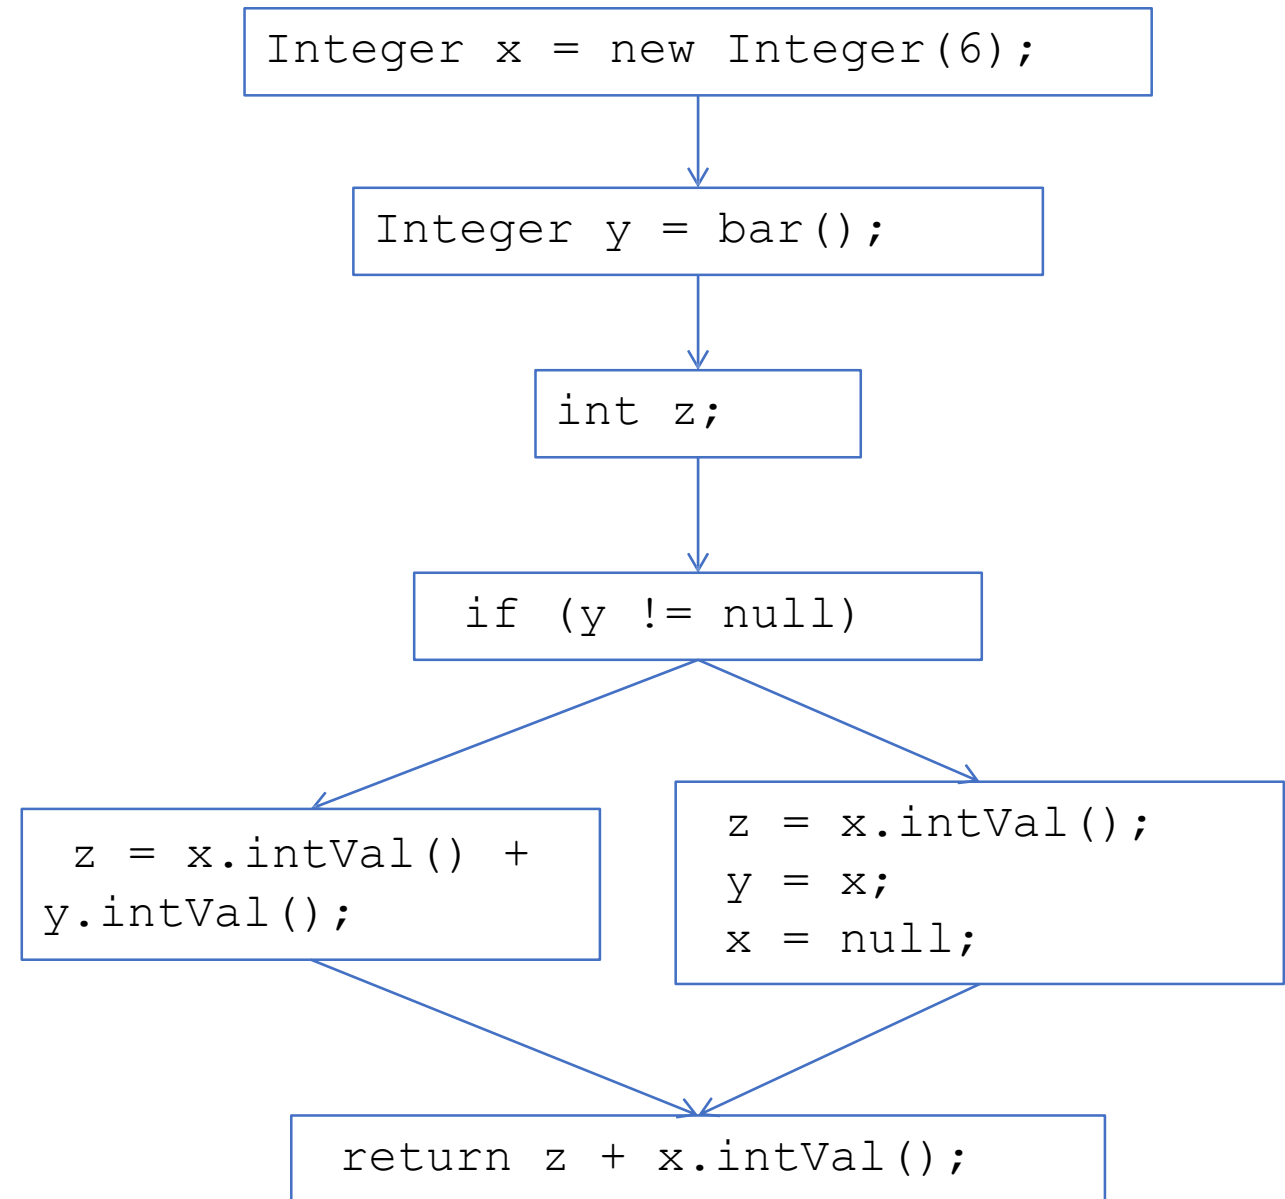 Integer x = new Integer(6);
Integer y = bar();
int z;
if (y != null)
z = x.intVal() +
y.intVal();
z = x.intVal();
y = x;
x = null;
return z + x.intVal();